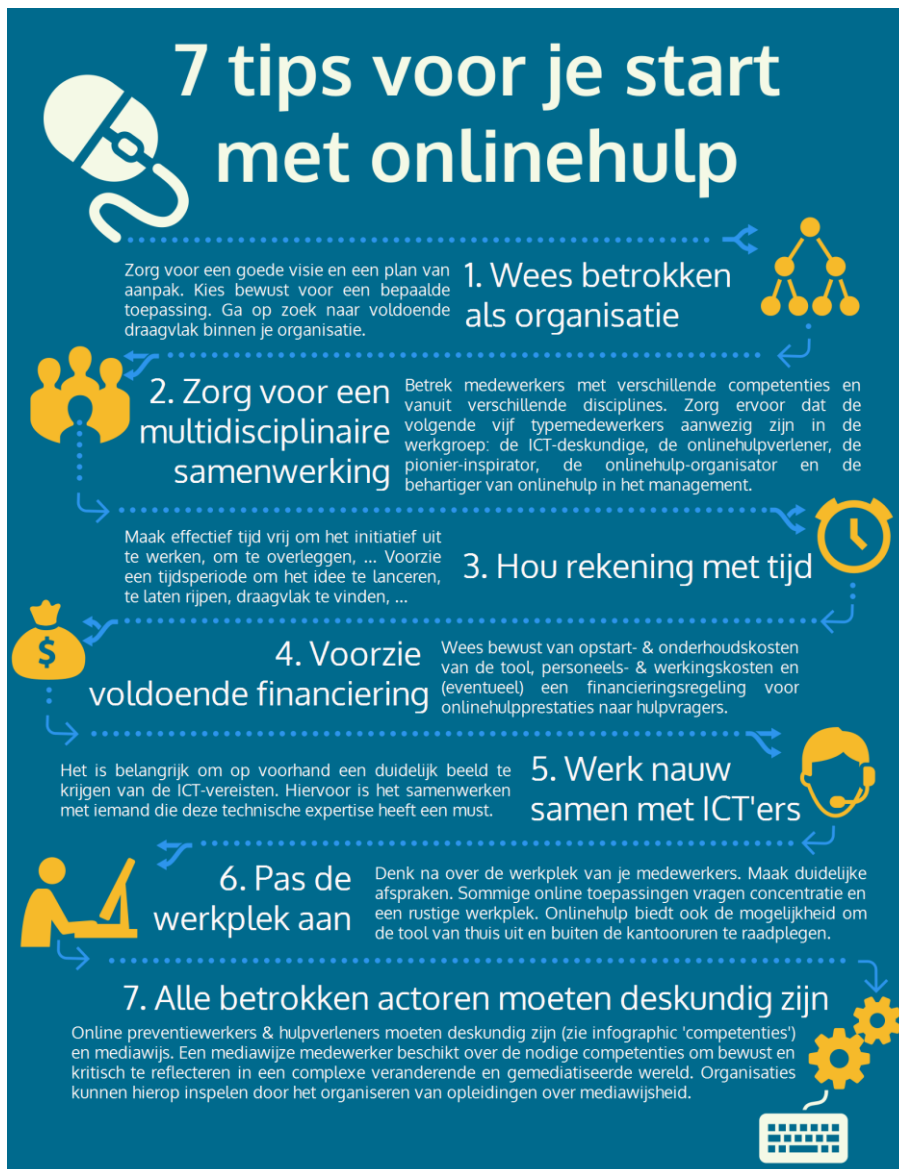 7 tips voor je start
met onlinehulp
1. Wees betrokken
als organisatie
Zorg voor een goede visie en een plan van
aanpak. Kies bewust voor een bepaalde
toepassing. Ga op zoek naar voldoende
draagvlak binnen je organisatie.
2. Zorg voor een
multidisciplinaire
samenwerking
Betrek medewerkers met verschillende competenties en
vanuit verschillende disciplines. Zorg ervoor dat de
volgende vijf typemedewerkers aanwezig zijn in de
werkgroep: de ICT-deskundige, de onlinehulpverlener, de
pionier-inspirator, de onlinehulp-organisator en de
behartiger van onlinehulp in het management.
3. Hou rekening met tijd
Maak effectief tijd vrij om het initiatief uit
te werken, om te overleggen, ... Voorzie
een tijdsperiode om het idee te lanceren,
te laten rijpen, draagvlak te vinden, ...
$
4. Voorzie
voldoende financiering
Wees bewust van opstart- & onderhoudskosten
van de tool, personeels- & werkingskosten en
(eventueel) een financieringsregeling voor
onlinehulpprestaties naar hulpvragers.
5. Werk nauw
samen met ICT'ers
Het is belangrijk om op voorhand een duidelijk beeld te
krijgen van de ICT-vereisten. Hiervoor is het samenwerken
met iemand die deze technische expertise heeft een must.
6. Pas de
werkplek aan
Denk na over de werkplek van je medewerkers. Maak duidelijke
afspraken. Sommige online toepassingen vragen concentratie en
een rustige werkplek. Onlinehulp biedt ook de mogelijkheid om
de tool van thuis uit en buiten de kantooruren te raadplegen.
7. Alle betrokken actoren moeten deskundig zijn
Online preventiewerkers & hulpverleners moeten deskundig zijn (zie infographic 'competenties')
en mediawijs. Een mediawijze medewerker beschikt over de nodige competenties om bewust en
kritisch te reflecteren in een complexe veranderende en gemediatiseerde wereld. Organisaties
kunnen hierop inspelen door het organiseren van opleidingen over mediawijsheid.